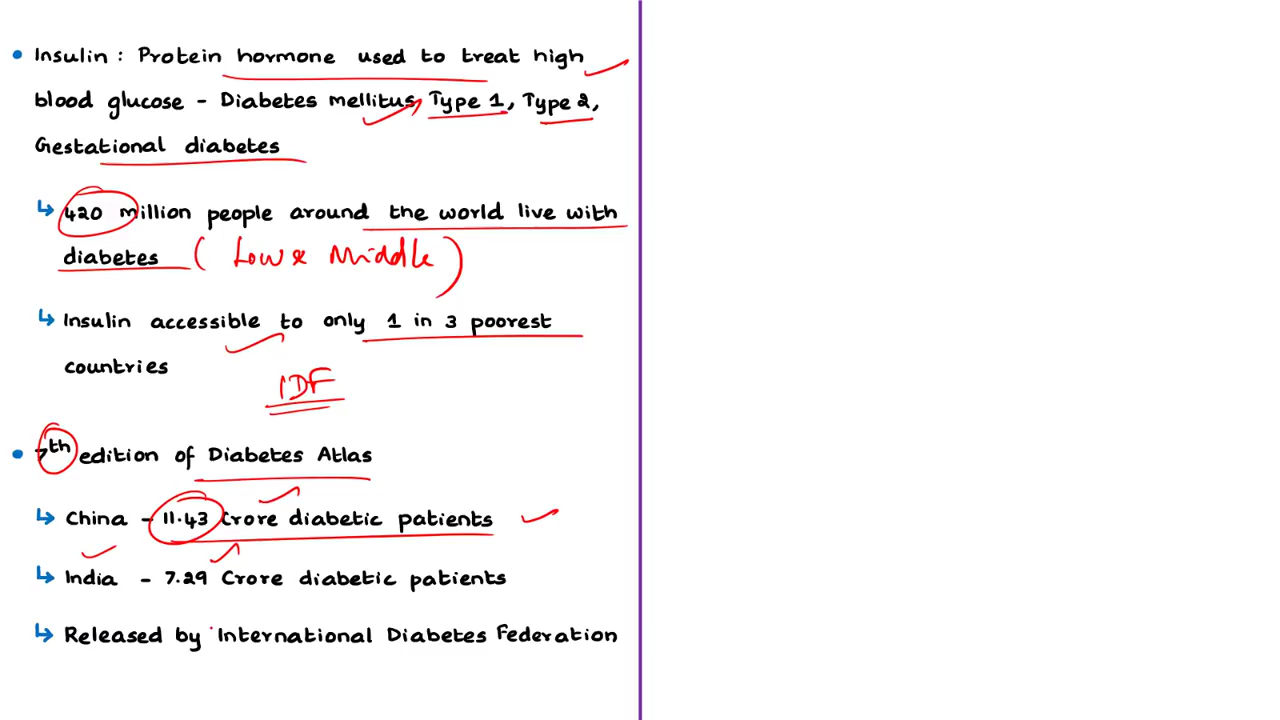 Insulin : Protein hormone used to treat high
blood glucose - Diabetes mellitus Type 1, Type 2,
Gestational diabetes
↳ 420 million people around the world live with
diabetes ( Low & Middle )
↳ Insulin accessible to only 1 in 3 poorest
countries
IDF
7th edition of Diabetes Atlas
↳ China - 11.43 Crore diabetic patients
↳ India - 7.29 Crore diabetic patients
↳ Released by International Diabetes Federation